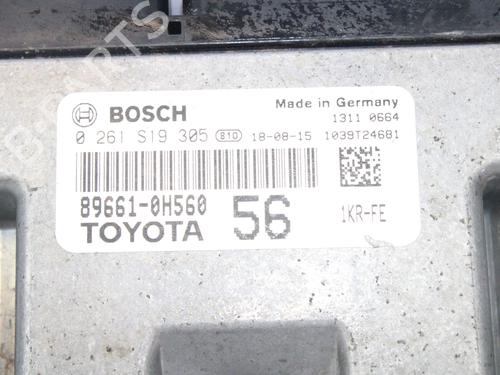 BOSCH
Made in Germany
1311 0664
0 261 S19 305 810 18-08-15 1039T24681
89661-0H560
56
1KR-FE
TOYOTA